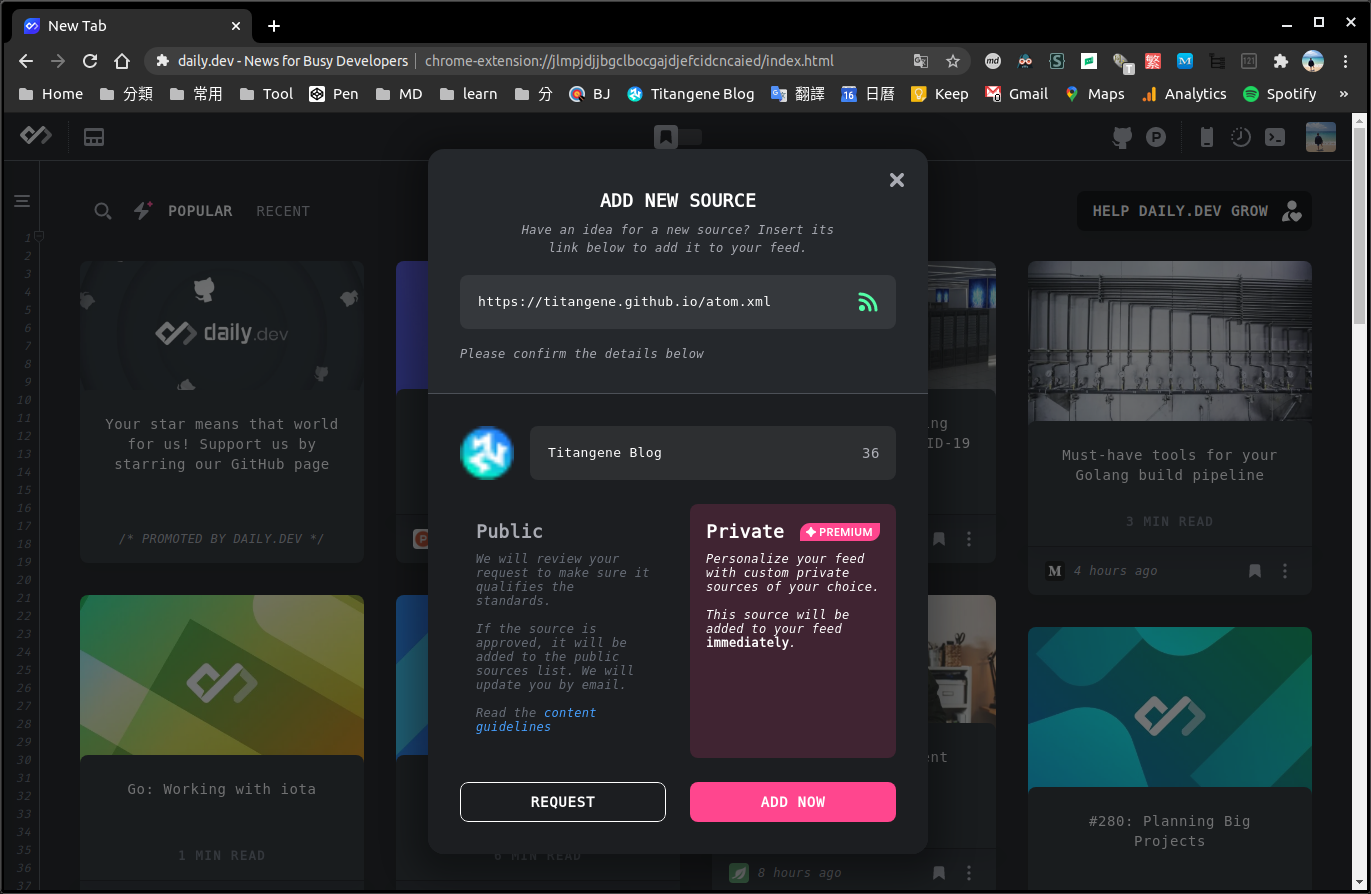 New Tab
daily.dev - News for Busy Developers
chrome-extension://jlmpjdjjbgclbocgajdjefcidcncaied/index.html
md
S
T
繁
M
121
Home
分類
常用
Tool
Pen
MD
learn
分
BJ
Titangene Blog
翻譯
16
日曆
Keep
Gmail
Maps
Analytics
Spotify
»
POPULAR
RECENT
HELP DAILY.DEV GROW
ADD NEW SOURCE
Have an idea for a new source? Insert its
link below to add it to your feed.
https://titangene.github.io/atom.xml
Please confirm the details below
Titangene Blog
36
Public
We will review your
request to make sure it
qualifies the
standards.
If the source is
approved, it will be
added to the public
sources list. We will
update you by email.
Read the content
guidelines
REQUEST
Private
PREMIUM
Personalize your feed
with custom private
sources of your choice.
This source will be
added to your feed
immediately.
ADD NOW
1
2
3
4
5
6
7
8
9
10
11
12
13
14
15
16
17
18
19
20
21
22
23
24
25
26
27
28
29
30
31
32
33
34
35
36
37
daily.dev
Your star means that world
for us! Support us by
starring our GitHub page
/* PROMOTED BY DAILY.DEV */
Go: Working with iota
1 MIN READ
P
6 MIN READ
ng
ID-19
ent
8 hours ago
Must-have tools for your
Golang build pipeline
3 MIN READ
M
4 hours ago
#280: Planning Big
Projects